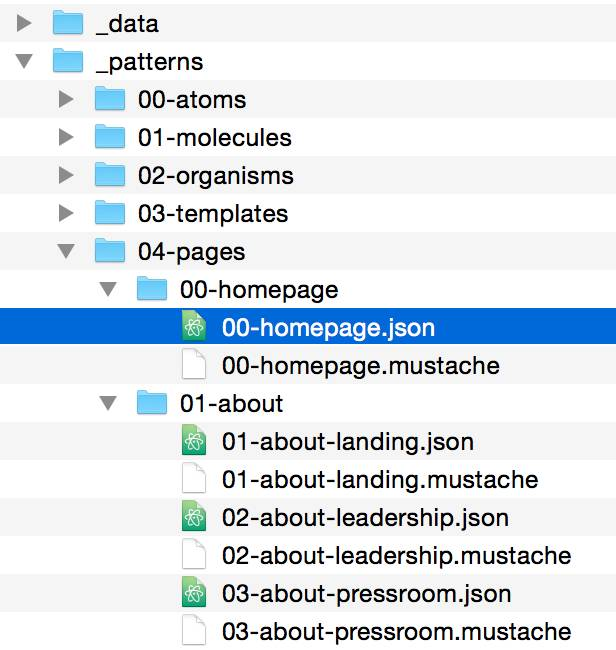 _data
_patterns
00-atoms
01-molecules
02-organisms
03-templates
04-pages
00-homepage
00-homepage.json
00-homepage.mustache
01-about
01-about-landing.json
01-about-landing.mustache
02-about-leadership.json
02-about-leadership.mustache
03-about-pressroom.json
03-about-pressroom.mustache